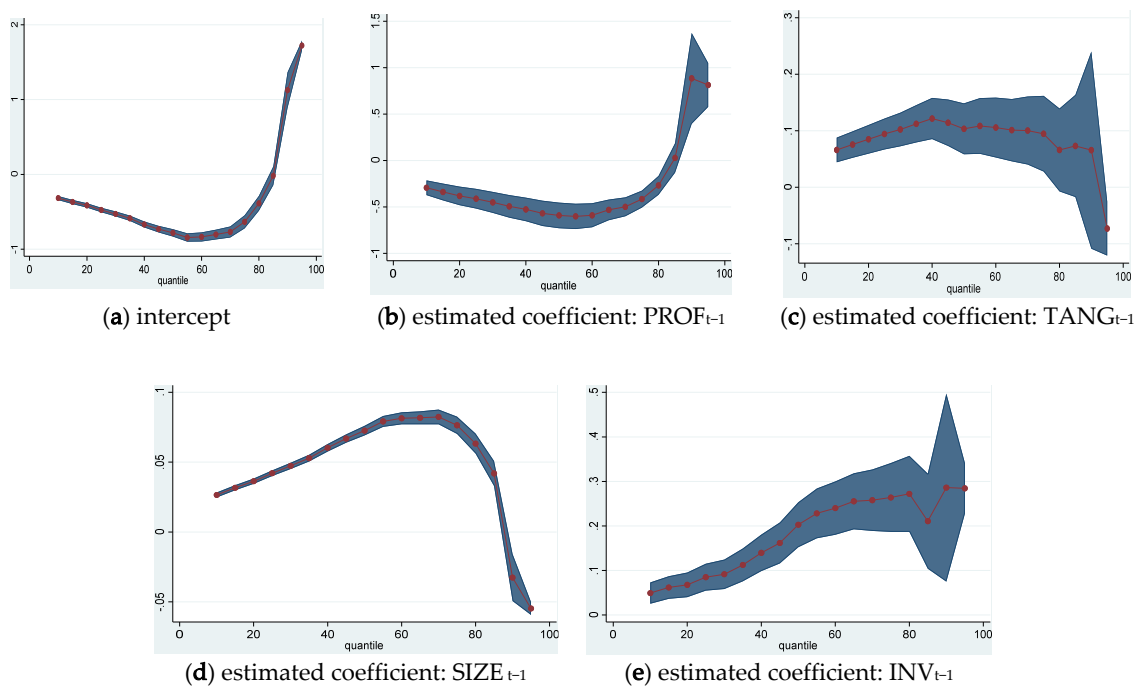 2
1
0
-1
0 20 40 60 80 100
quantile
(a) intercept
1.5
1
.5
0
-.5
-1
0 20 40 60 80 100
quantile
(b) estimated coefficient: PROFt−1
.3
.2
.1
0
-.1
0 20 40 60 80 100
quantile
(c) estimated coefficient: TANGt−1
.1
.05
0
-.05
0 20 40 60 80 100
quantile
(d) estimated coefficient: SIZE t−1
.5
.4
.3
.2
.1
0
0 20 40 60 80 100
quantile
(e) estimated coefficient: INVt−1